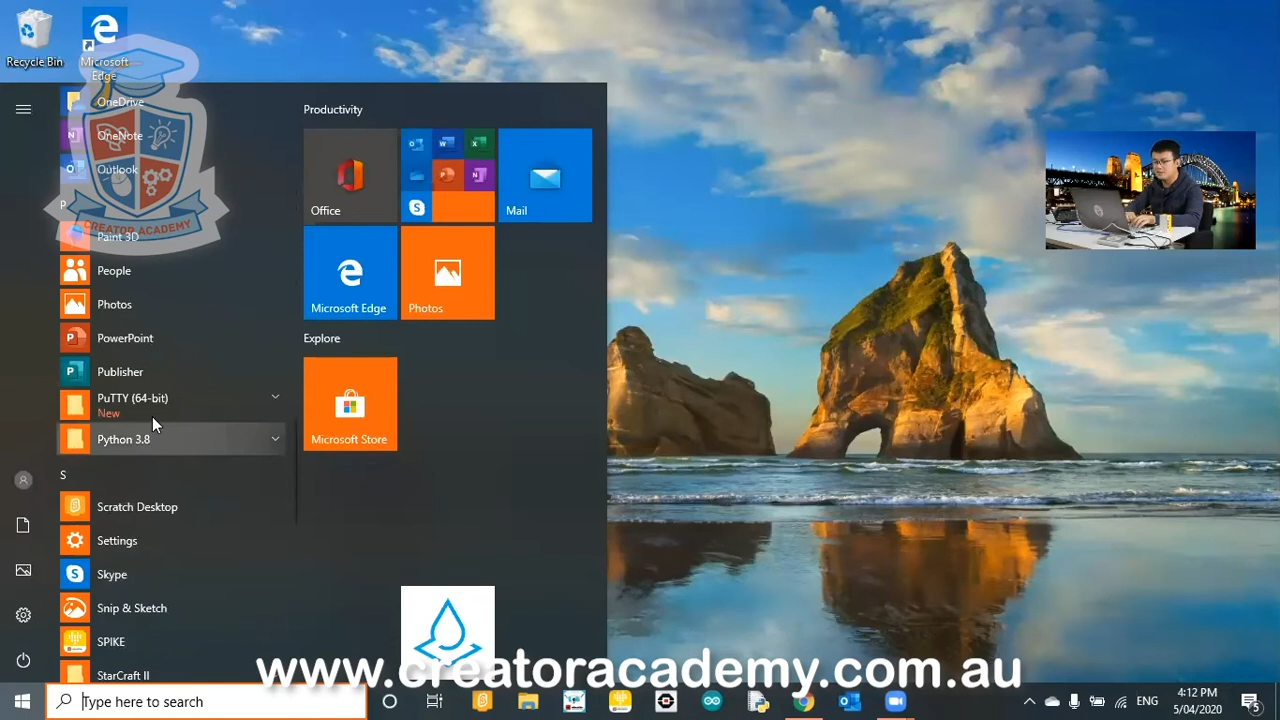 Recycle Bin
Microsoft
Edge
OneDrive
OneNote
Outlook
P
CREATOR ACADEMY
Paint 3D
People
Photos
PowerPoint
Publisher
PuTTY (64-bit)
New
Python 3.8
S
Scratch Desktop
Settings
Skype
Snip & Sketch
SPIKE
StarCraft II
Productivity
Office
Mail
Microsoft Edge
Photos
Explore
Microsoft Store
www.creatoracademy.com.au
Type here to search
ENG
4:12 PM
5/04/2020
5